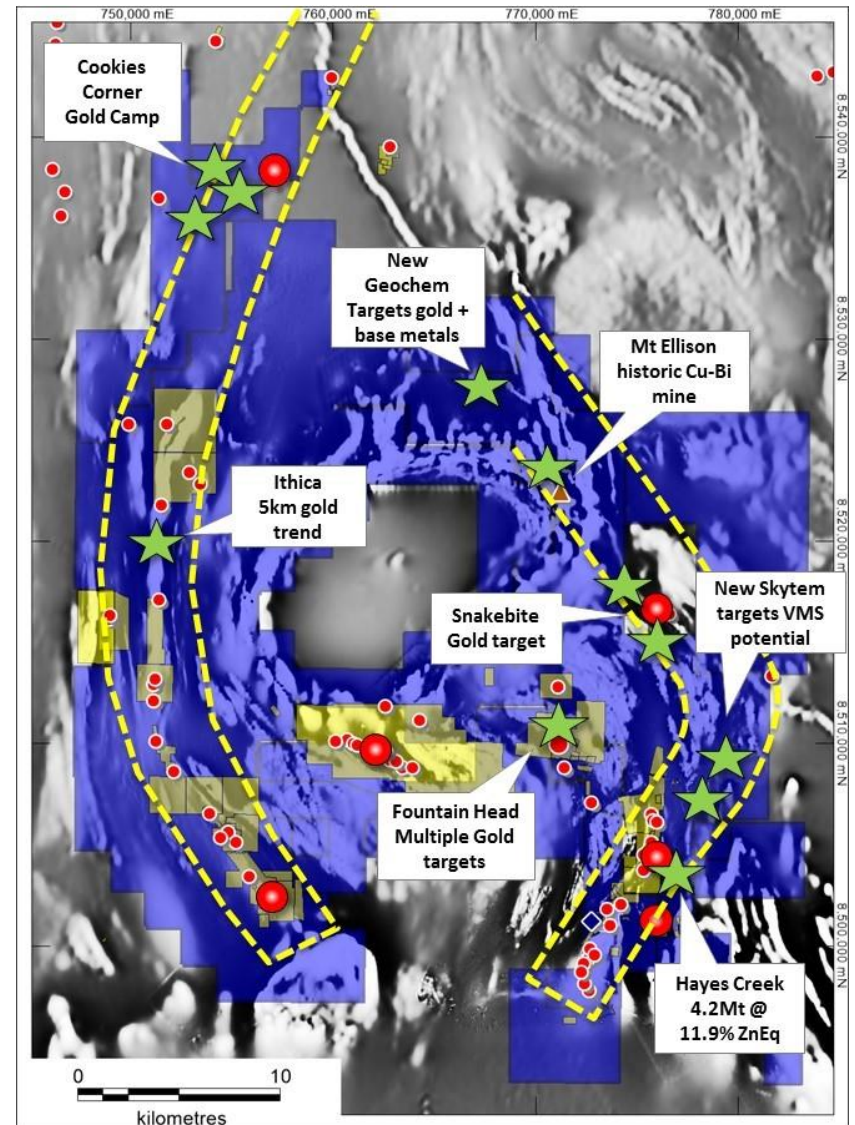 750,000 mE
760,000 mE
770,000 mE
780,000 mE
Cookies
Corner
Gold Camp
8,540,000 mN
New
Geochem
Targets gold +
base metals
8,530,000 mN
Mt Ellison
historic Cu-Bi
mine
Ithica
5km gold
trend
8,520,000 mN
Snakebite
Gold target
New Skytem
targets VMS
potential
8,510,000 mN
Fountain Head
Multiple Gold
targets
8,500,000 mN
Hayes Creek
4.2Mt @
11.9% ZnEq
0
10
kilometres